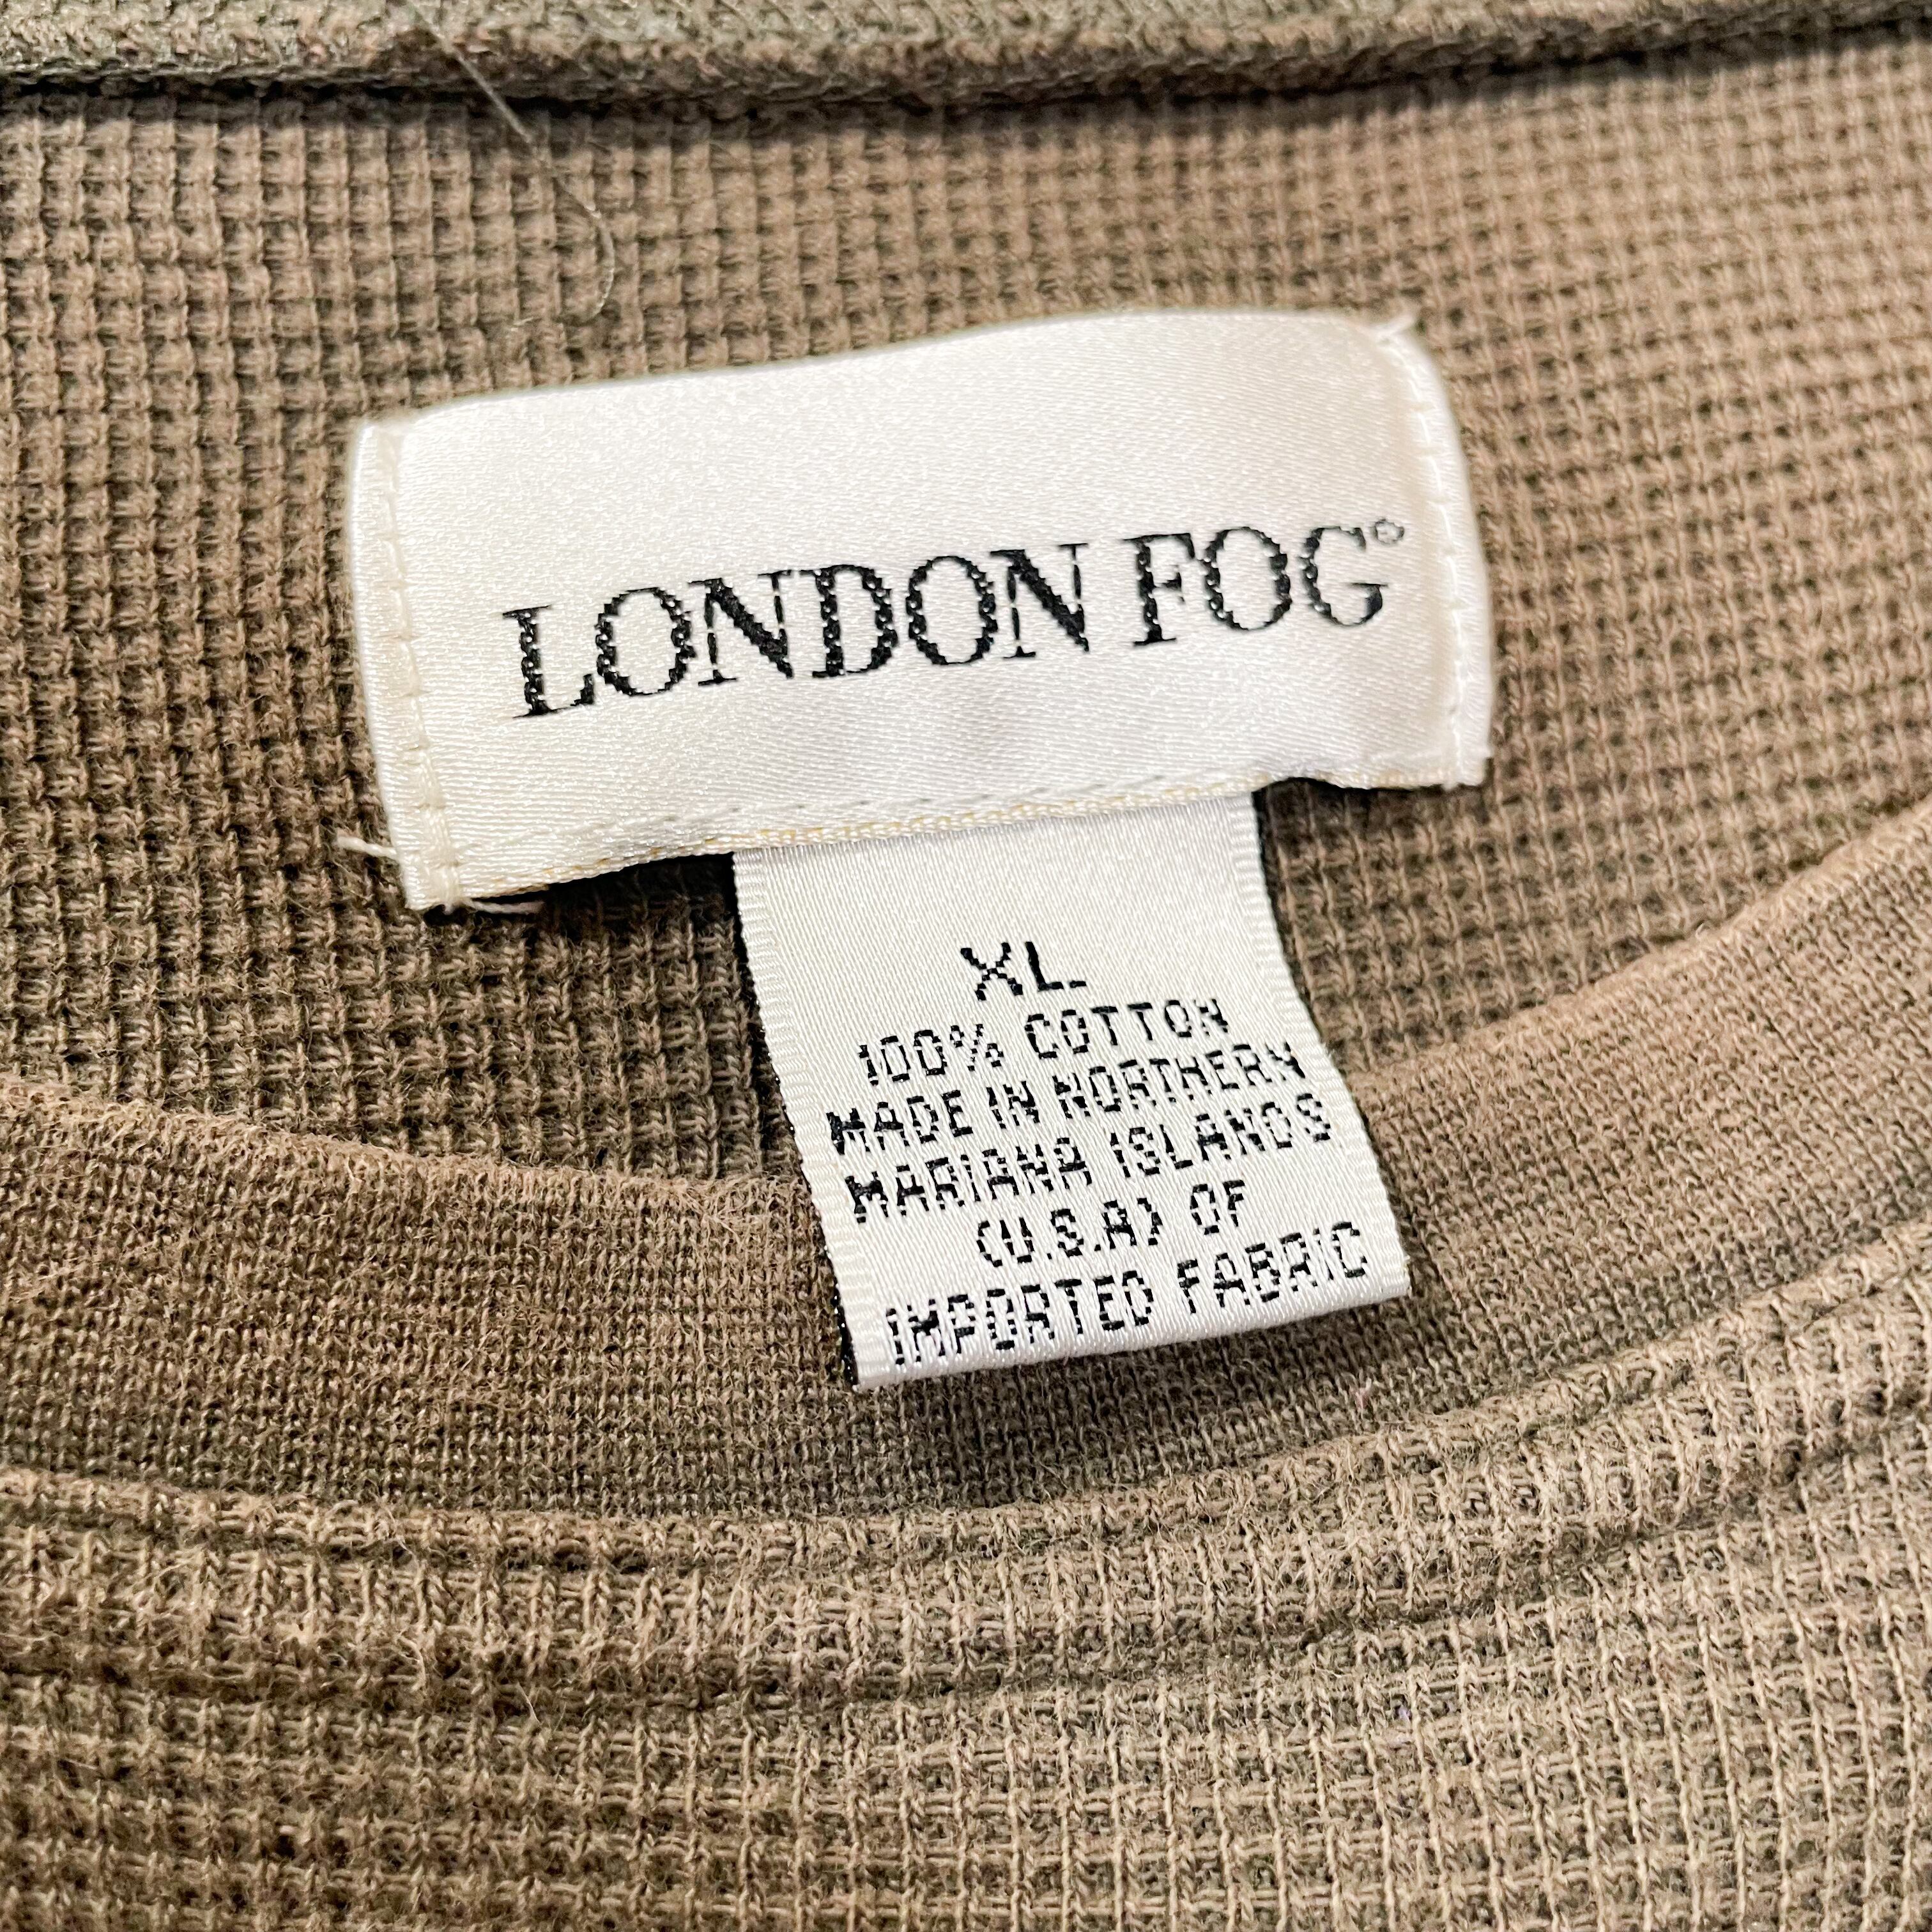 LONDON FOG®
XL
100% COTTON
MADE IN NORTHERN
MARIANA ISLANDS
(U.S.A) OF
IMPORTED FABRIC